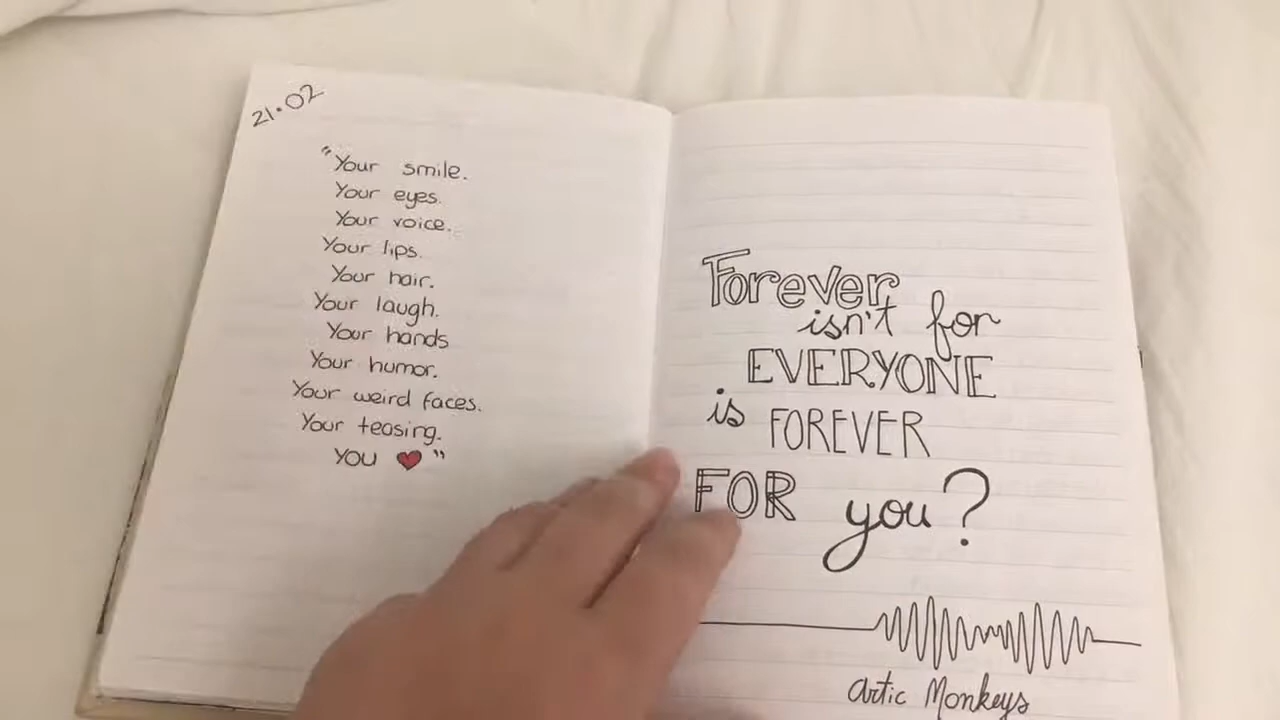 21.02
"Your smile.
Your eyes.
Your voice.
Your lips.
Your hair.
Your laugh.
Your hands
Your humor.
Your weird faces.
Your teasing.
YOU ❤"
Forever
isn't for
EVERYONE
is FOREVER
FOR you?
artic Monkeys